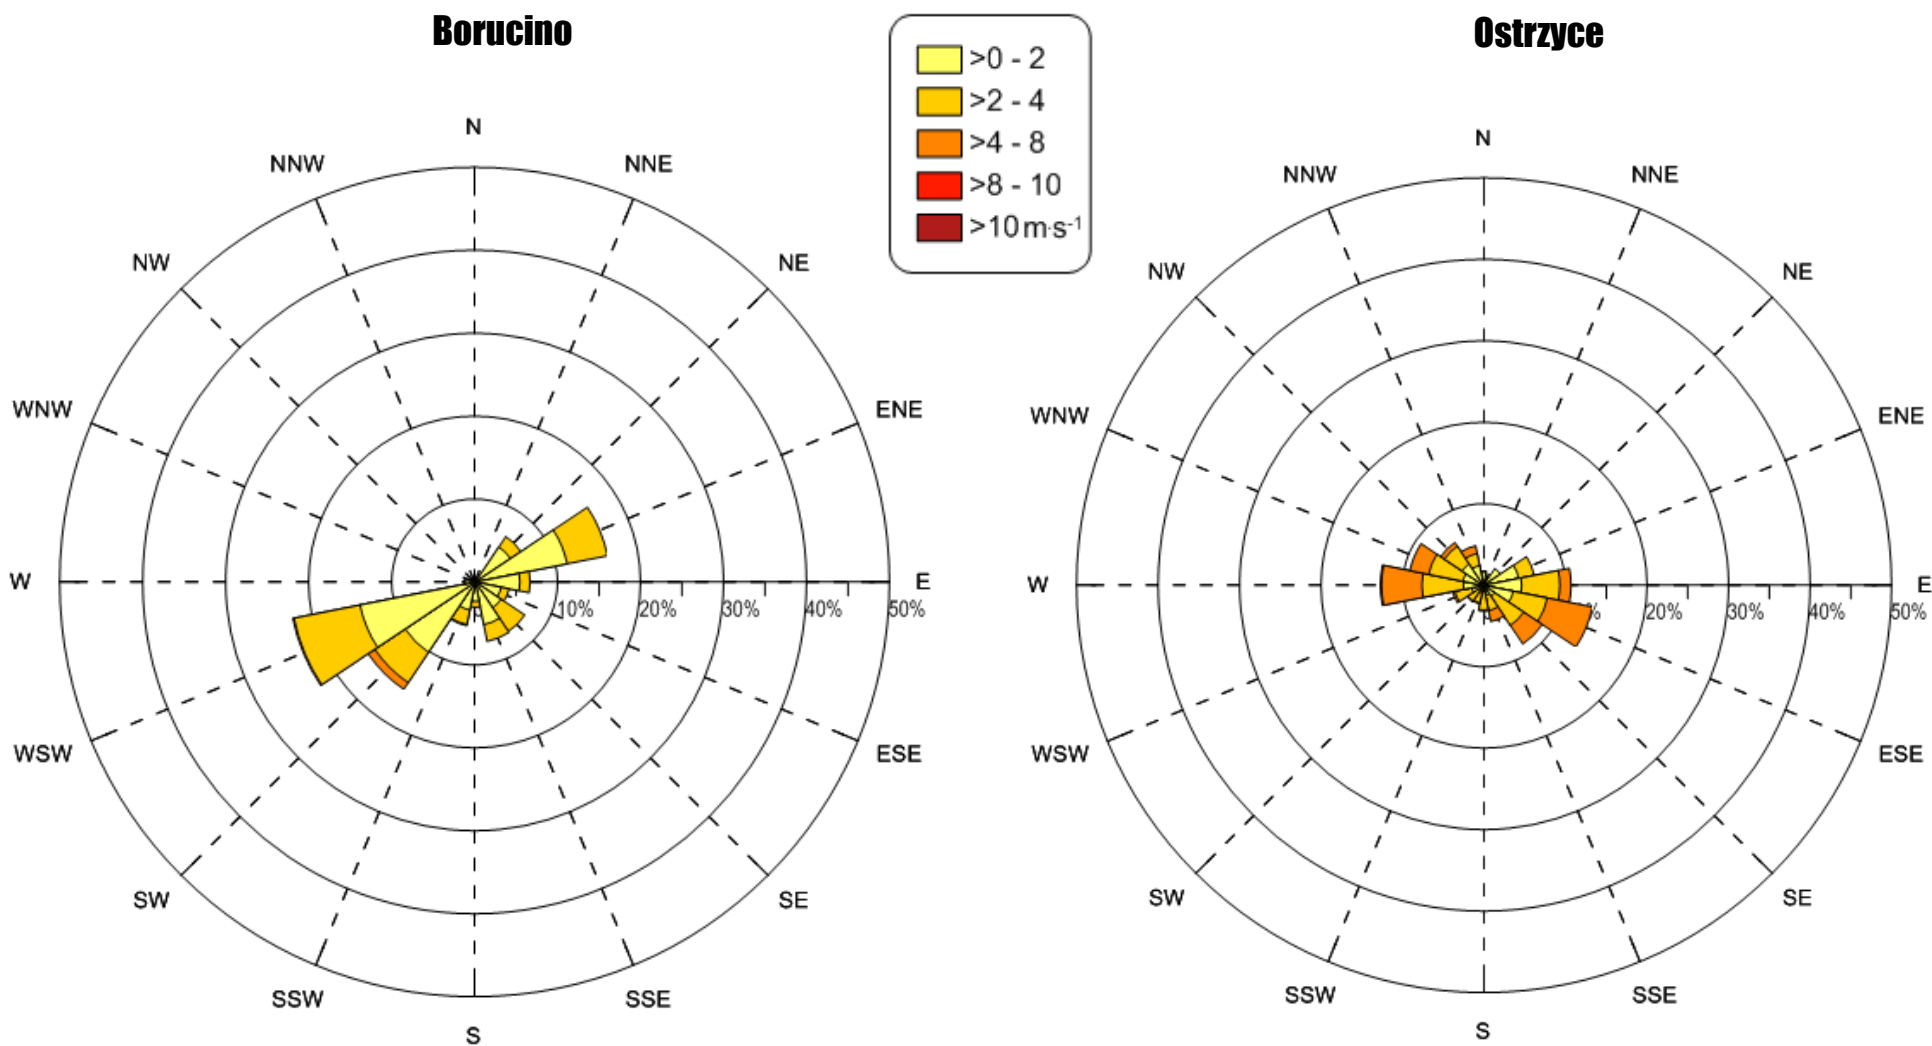 Borucino
Ostrzyce
>0 - 2
>2 - 4
>4 - 8
>8 - 10
>10 m·s⁻¹
N
NNW
NNE
NW
NE
WNW
ENE
W
E
10%
20%
30%
40%
50%
WSW
ESE
SW
SE
SSW
SSE
S
N
NNW
NNE
NW
NE
WNW
ENE
W
E
%
20%
30%
40%
50%
WSW
ESE
SW
SE
SSW
SSE
S